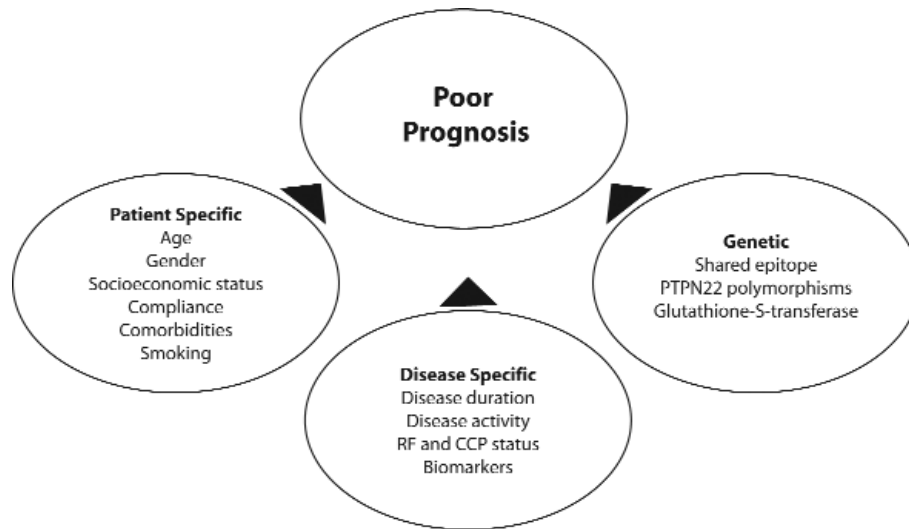 Poor
Prognosis
Patient Specific
Age
Gender
Socioeconomic status
Compliance
Comorbidities
Smoking
Genetic
Shared epitope
PTPN22 polymorphisms
Glutathione-S-transferase
Disease Specific
Disease duration
Disease activity
RF and CCP status
Biomarkers